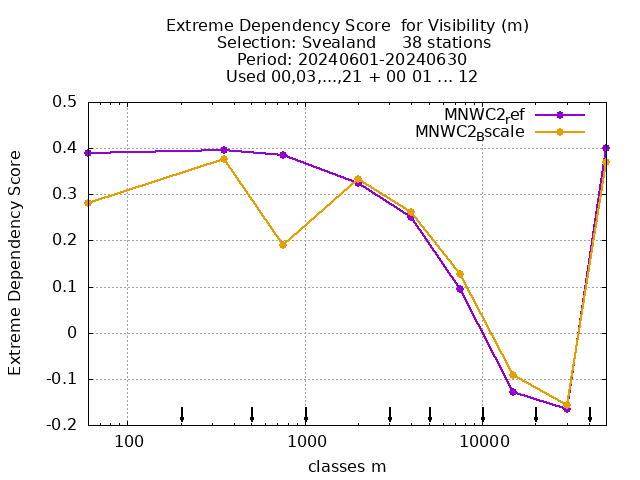 Extreme Dependency Score  for Visibility (m)
Selection: Svealand     38 stations
Period: 20240601-20240630
Used 00,03,...,21 + 00 01 ... 12
MNWC2ref
MNWC2Bscale
0.5
0.4
0.3
0.2
0.1
0
-0.1
-0.2
Extreme Dependency Score
100
1000
10000
classes m